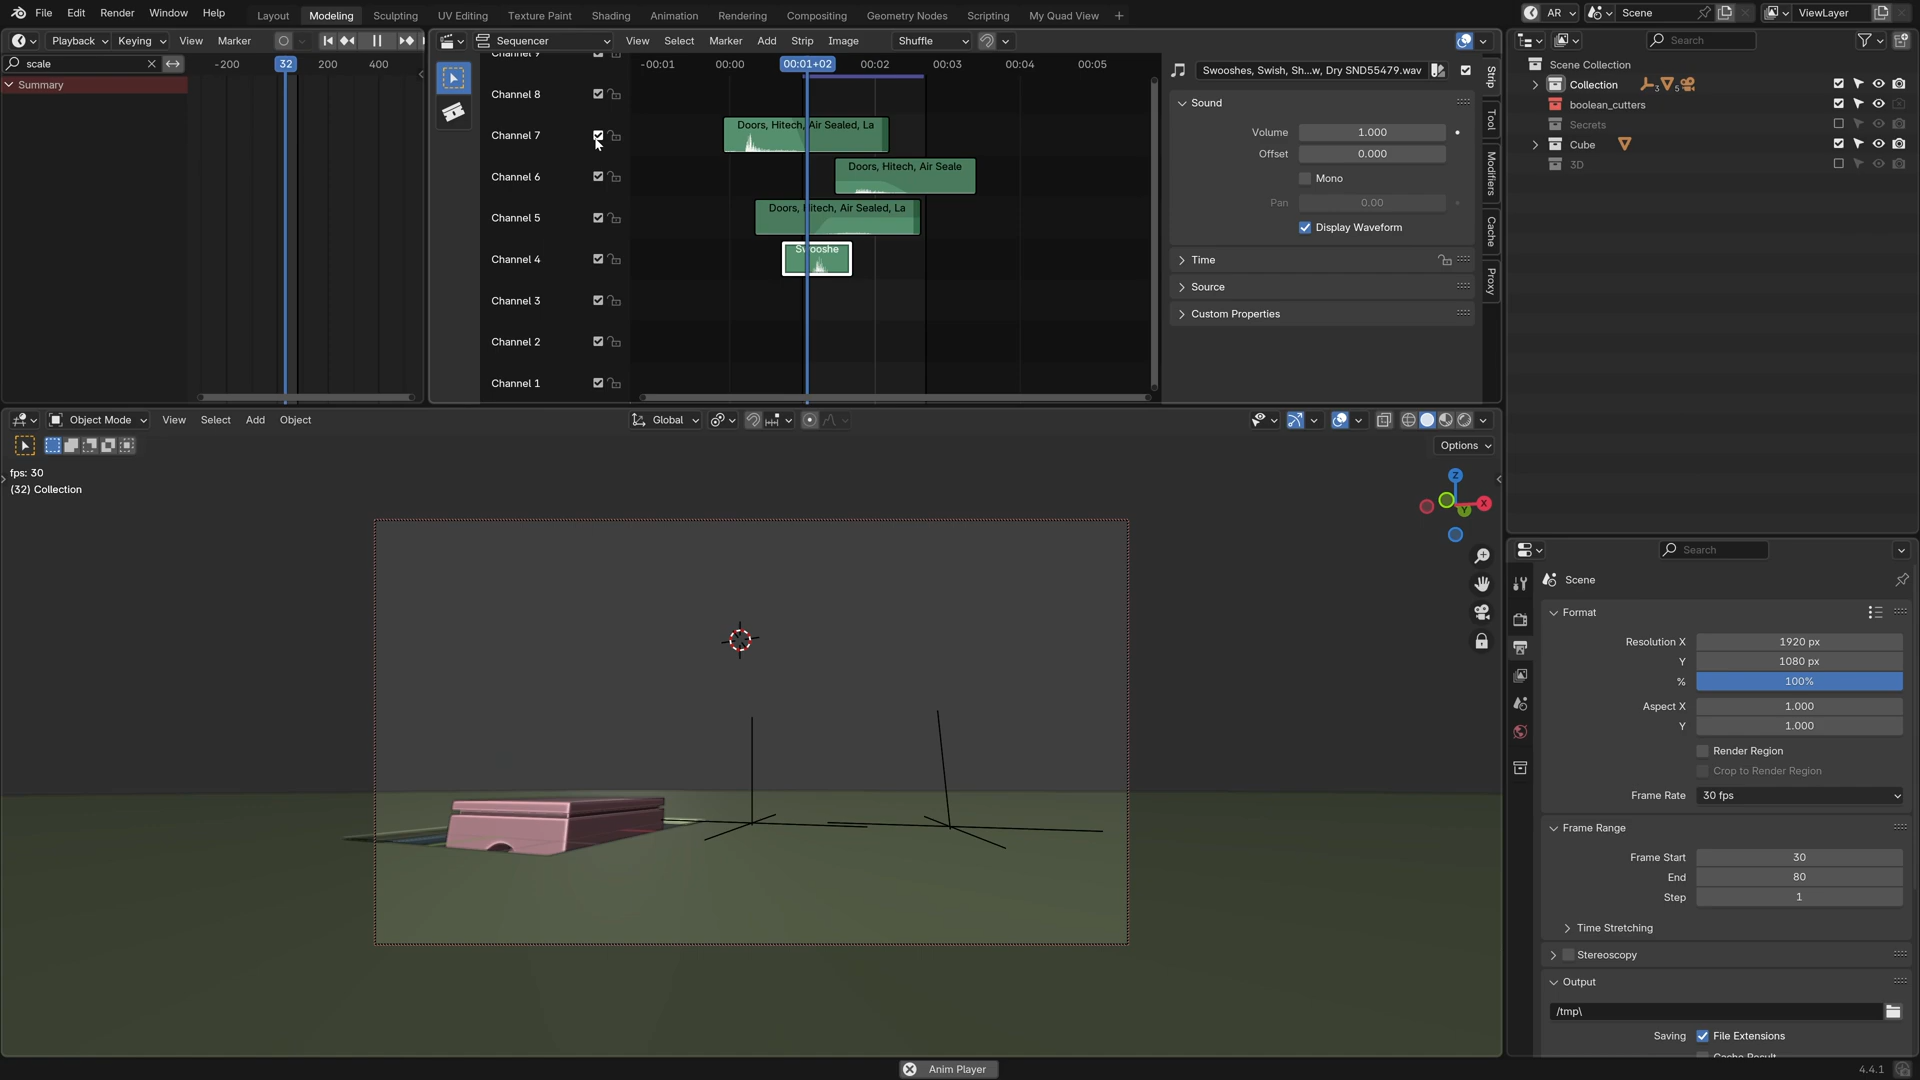 File Edit Render Window Help
Layout Modeling Sculpting UV Editing Texture Paint Shading Animation Rendering Compositing Geometry Nodes Scripting My Quad View +
AR Scene ViewLayer
Playback Keying View Marker
Sequencer View Select Marker Add Strip Image Shuffle
Search
scale
-200 32 200 400
-00:01 00:00 00:01+02 00:02 00:03 00:04 00:05
Swooshes, Swish, Sh...w, Dry SND55479.wav
Summary
Channel 9
Channel 8
Channel 7
Channel 6
Channel 5
Channel 4
Channel 3
Channel 2
Channel 1
Doors, Hitech, Air Sealed, La
Doors, Hitech, Air Seale
Doors, Hitech, Air Sealed, La
Swooshe
Sound
Volume 1.000
Offset 0.000
Mono
Pan 0.00
Display Waveform
Time
Source
Custom Properties
Strip
Tool
Modifiers
Cache
Proxy
Scene Collection
Collection 3 5
boolean_cutters
Secrets
Cube
3D
Object Mode View Select Add Object
Global
Options
fps: 30
(32) Collection
Z
X
Y
Search
Scene
Format
Resolution X 1920 px
Y 1080 px
% 100%
Aspect X 1.000
Y 1.000
Render Region
Crop to Render Region
Frame Rate 30 fps
Frame Range
Frame Start 30
End 80
Step 1
Time Stretching
Stereoscopy
Output
/tmp\
Saving File Extensions
Cache Result
Anim Player
4.4.1